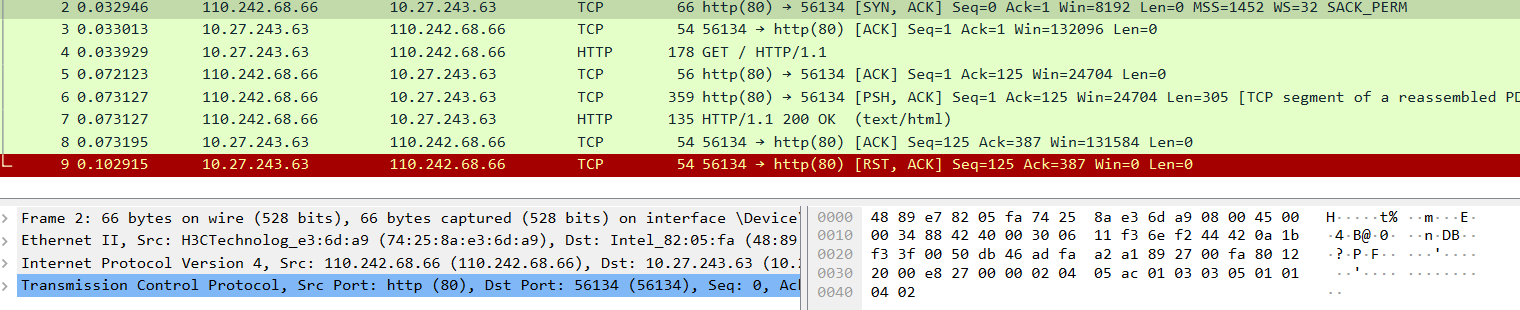 2 0.032946 110.242.68.66 10.27.243.63 TCP 66 http(80) → 56134 [SYN, ACK] Seq=0 Ack=1 Win=8192 Len=0 MSS=1452 WS=32 SACK_PERM
3 0.033013 10.27.243.63 110.242.68.66 TCP 54 56134 → http(80) [ACK] Seq=1 Ack=1 Win=132096 Len=0
4 0.033929 10.27.243.63 110.242.68.66 HTTP 178 GET / HTTP/1.1
5 0.072123 110.242.68.66 10.27.243.63 TCP 56 http(80) → 56134 [ACK] Seq=1 Ack=125 Win=24704 Len=0
6 0.073127 110.242.68.66 10.27.243.63 TCP 359 http(80) → 56134 [PSH, ACK] Seq=1 Ack=125 Win=24704 Len=305 [TCP segment of a reassembled PD
7 0.073127 110.242.68.66 10.27.243.63 HTTP 135 HTTP/1.1 200 OK (text/html)
8 0.073195 10.27.243.63 110.242.68.66 TCP 54 56134 → http(80) [ACK] Seq=125 Ack=387 Win=131584 Len=0
9 0.102915 10.27.243.63 110.242.68.66 TCP 54 56134 → http(80) [RST, ACK] Seq=125 Ack=387 Win=0 Len=0
Frame 2: 66 bytes on wire (528 bits), 66 bytes captured (528 bits) on interface \Device\
Ethernet II, Src: H3CTechnolog_e3:6d:a9 (74:25:8a:e3:6d:a9), Dst: Intel_82:05:fa (48:89
Internet Protocol Version 4, Src: 110.242.68.66 (110.242.68.66), Dst: 10.27.243.63 (10.2
Transmission Control Protocol, Src Port: http (80), Dst Port: 56134 (56134), Seq: 0, Ack
0000 48 89 e7 82 05 fa 74 25 8a e3 6d a9 08 00 45 00 H·····t% ··m···E·
0010 00 34 88 42 40 00 30 06 11 f3 6e f2 44 42 0a 1b ·4·B@·0· ··n·DB··
0020 f3 3f 00 50 db 46 ad fa a2 a1 89 27 00 fa 80 12 ·?·P·F·· ···'····
0030 20 00 e8 27 00 00 02 04 05 ac 01 03 03 05 01 01 ··'···· ········
0040 04 02 ··